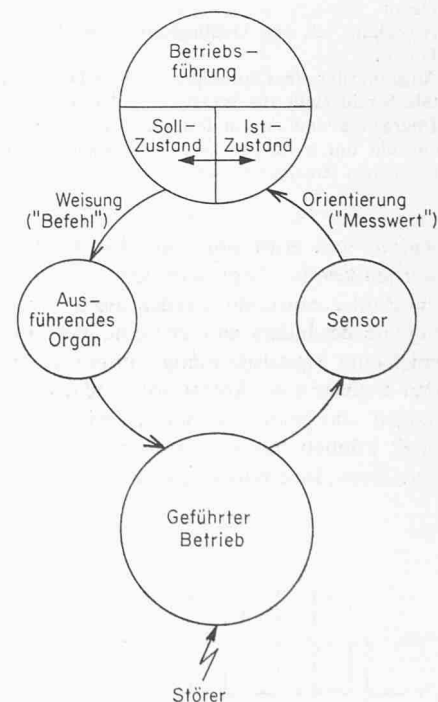 Betriebs-
führung
Soll-
Zustand
Ist-
Zustand
Weisung
("Befehl")
Orientierung
("Messwert")
Aus-
führendes
Organ
Sensor
Geführter
Betrieb
Störer